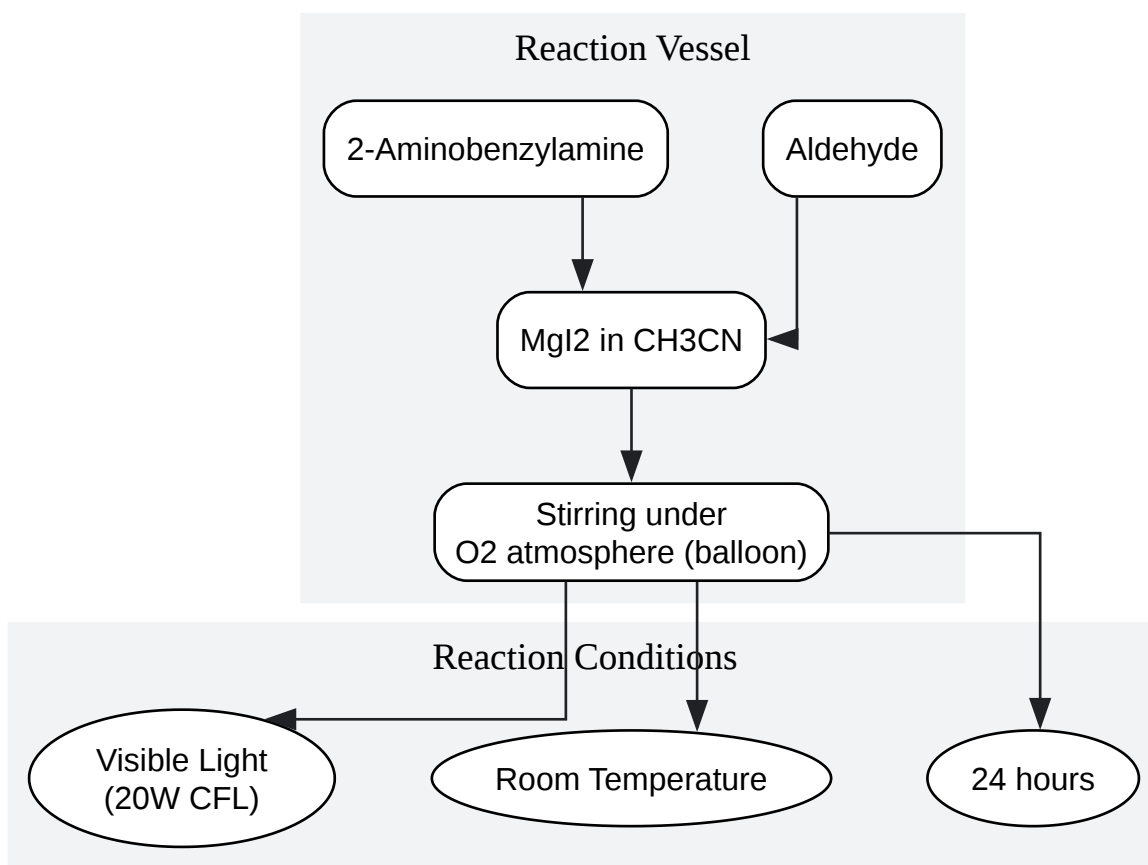 Reaction Vessel
2-Aminobenzylamine
Aldehyde
MgI2 in CH3CN
Stirring under
O2 atmosphere (balloon)
Reaction Conditions
Visible Light
(20W CFL)
Room Temperature
24 hours